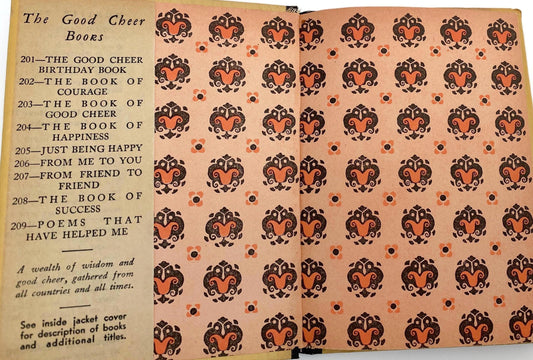 The Good Cheer
Books
201—THE GOOD CHEER
BIRTHDAY BOOK
202—THE BOOK OF
COURAGE
203—THE BOOK OF
GOOD CHEER
204—THE BOOK OF
HAPPINESS
205—JUST BEING HAPPY
206—FROM ME TO YOU
207—FROM FRIEND TO
FRIEND
208—THE BOOK OF
SUCCESS
209—POEMS THAT
HAVE HELPED ME
A wealth of wisdom and
good cheer, gathered from
all countries and all times.
See inside jacket cover
for description of books
and additional titles.